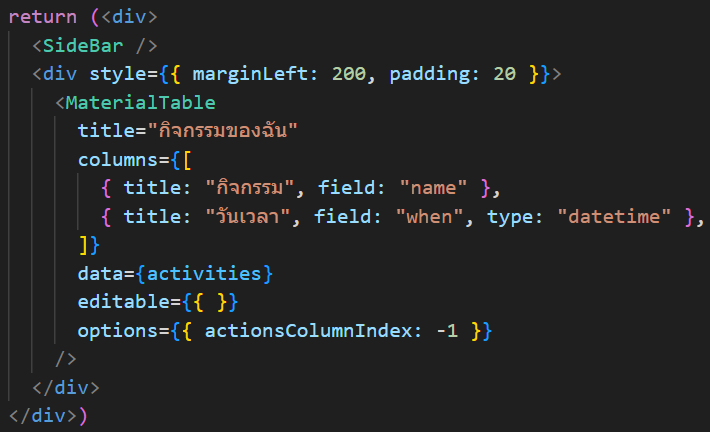 return (<div>
<SideBar />
<div style={{ marginLeft: 200, padding: 20 }}>
<MaterialTable
title="กิจกรรมของฉัน"
columns={[
{ title: "กิจกรรม", field: "name" },
{ title: "วันเวลา", field: "when", type: "datetime" },
]}
data={activities}
editable={{ }}
options={{ actionsColumnIndex: -1 }}
/>
</div>
</div>)